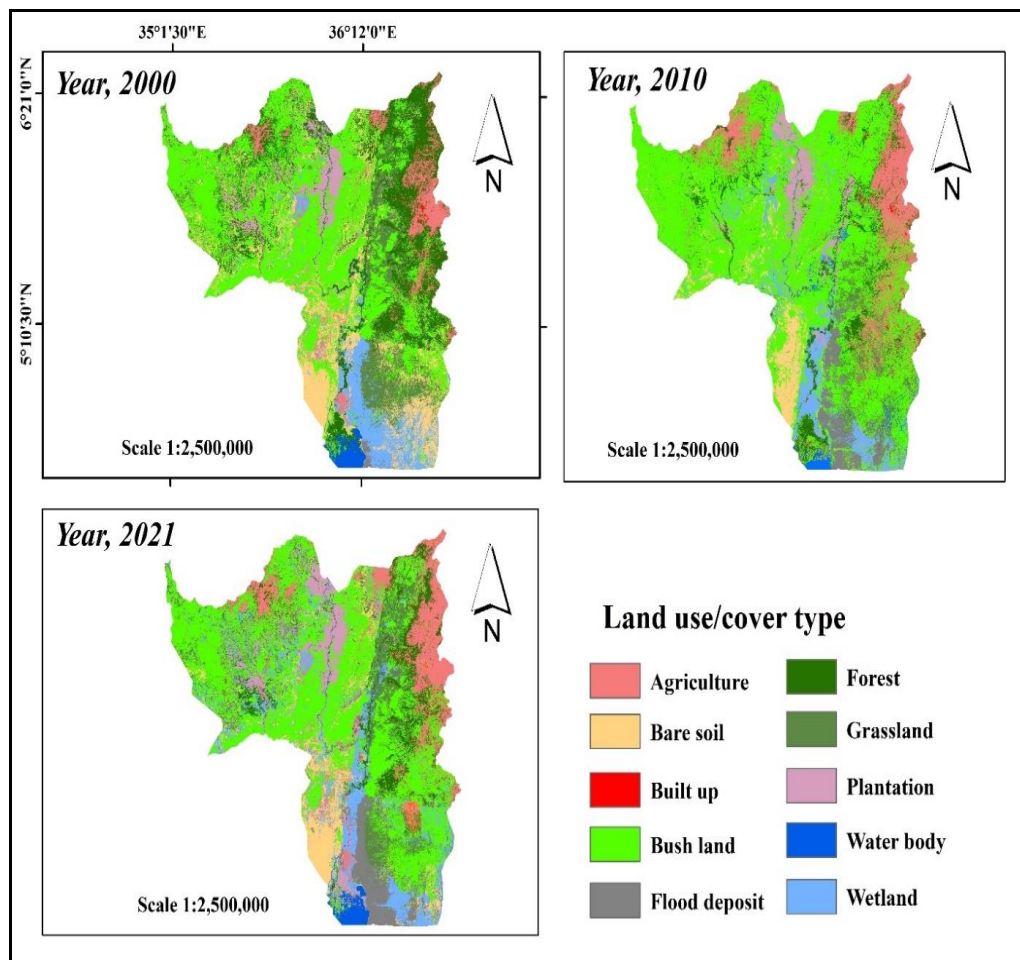 35°1'30"E 36°12'0"E
6°21'0"N
5°10'30"N
Year, 2000
N
Scale 1:2,500,000
Year, 2010
N
Scale 1:2,500,000
Year, 2021
N
Scale 1:2,500,000
Land use/cover type
Agriculture
Bare soil
Built up
Bush land
Flood deposit
Forest
Grassland
Plantation
Water body
Wetland